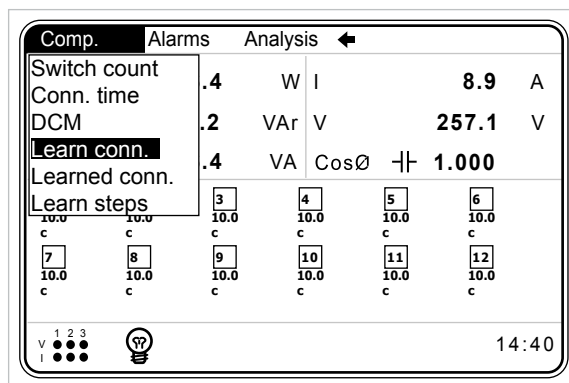 Comp. Alarms Analysis
Switch count .4 W I 8.9 A
Conn. time
DCM .2 VAr V 257.1 V
Learn conn.
.4 VA CosØ 1.000
Learned conn.
Learn steps 3 4 5 6
10.0 10.0 10.0 10.0 10.0 10.0
c c c c c c
7 8 9 10 11 12
10.0 10.0 10.0 10.0 10.0 10.0
c c c c c c
1 2 3
V
I
14:40